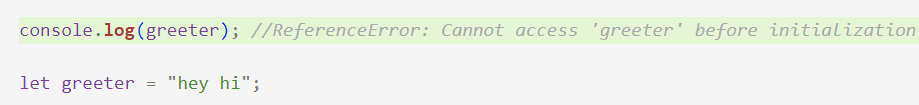 console.log(greeter); //ReferenceError: Cannot access 'greeter' before initialization
let greeter = "hey hi";